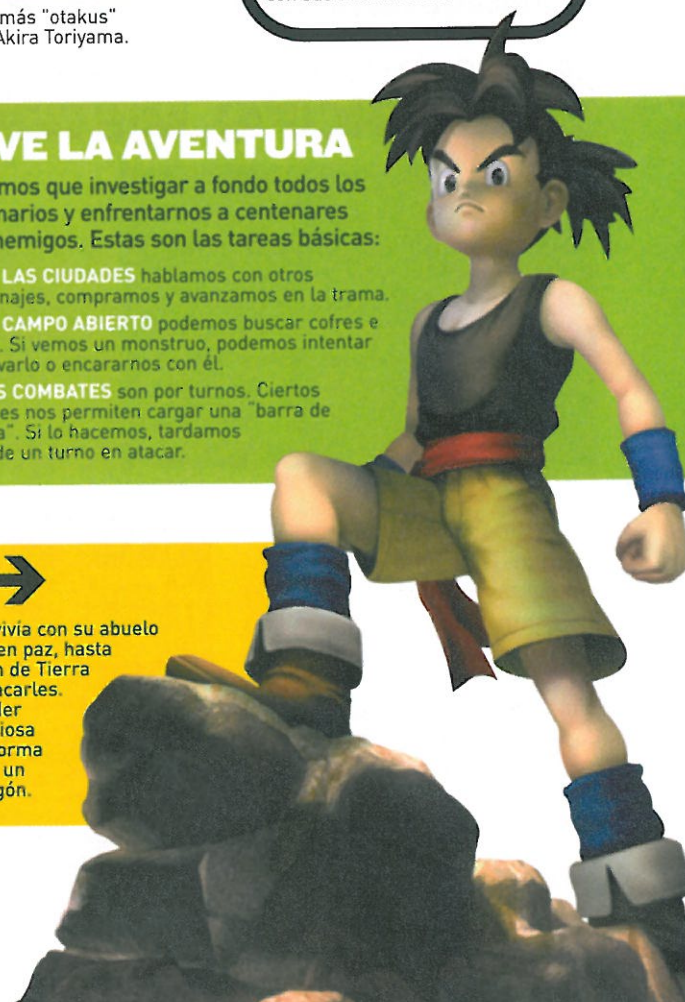 más "otakus"
Akira Toriyama.
VE LA AVENTURA
mos que investigar a fondo todos los
narios y enfrentarnos a centenares
nemigos. Estas son las tareas básicas:
LAS CIUDADES hablamos con otros
najes, compramos y avanzamos en la trama.
CAMPO ABIERTO podemos buscar cofres e
. Si vemos un monstruo, podemos intentar
varlo o encararnos con él.
S COMBATES son por turnos. Ciertos
es nos permiten cargar una "barra de
a". Si lo hacemos, tardamos
de un turno en atacar.
ivía con su abuelo
en paz, hasta
n de Tierra
acarles.
der
iosa
orma
un
gón.